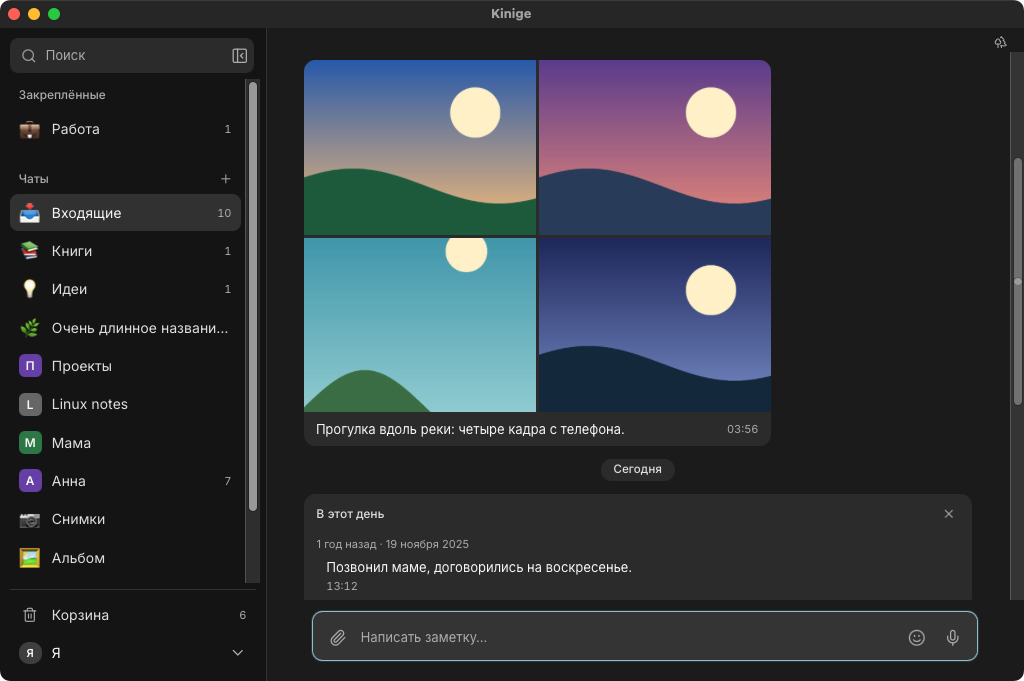 Kinige
Поиск
Закреплённые
Работа 1
Чаты
Входящие 10
Книги 1
Идеи 1
Очень длинное названи...
П Проекты
L Linux notes
М Мама
А Анна 7
Снимки
Альбом
Корзина 6
Я Я
Прогулка вдоль реки: четыре кадра с телефона. 03:56
Сегодня
В этот день
1 год назад · 19 ноября 2025
Позвонил маме, договорились на воскресенье.
13:12
Написать заметку...